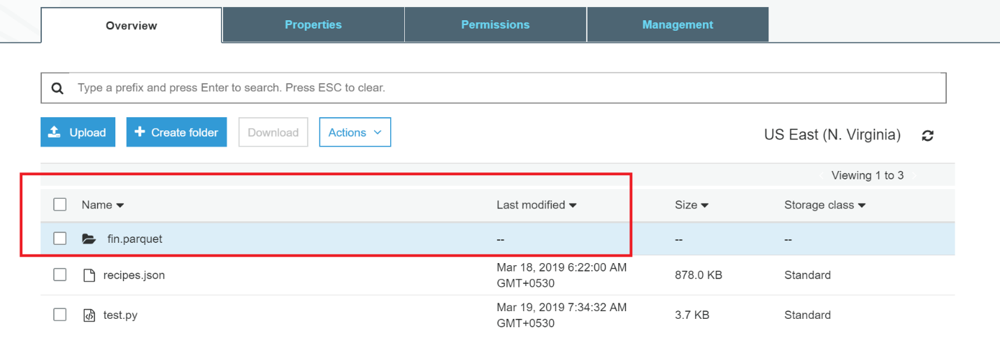 Overview Properties Permissions Management
Type a prefix and press Enter to search. Press ESC to clear.
Upload Create folder Download Actions US East (N. Virginia)
Viewing 1 to 3
Name Last modified Size Storage class
fin.parquet -- -- --
recipes.json Mar 18, 2019 6:22:00 AM GMT+0530 878.0 KB Standard
test.py Mar 19, 2019 7:34:32 AM GMT+0530 3.7 KB Standard